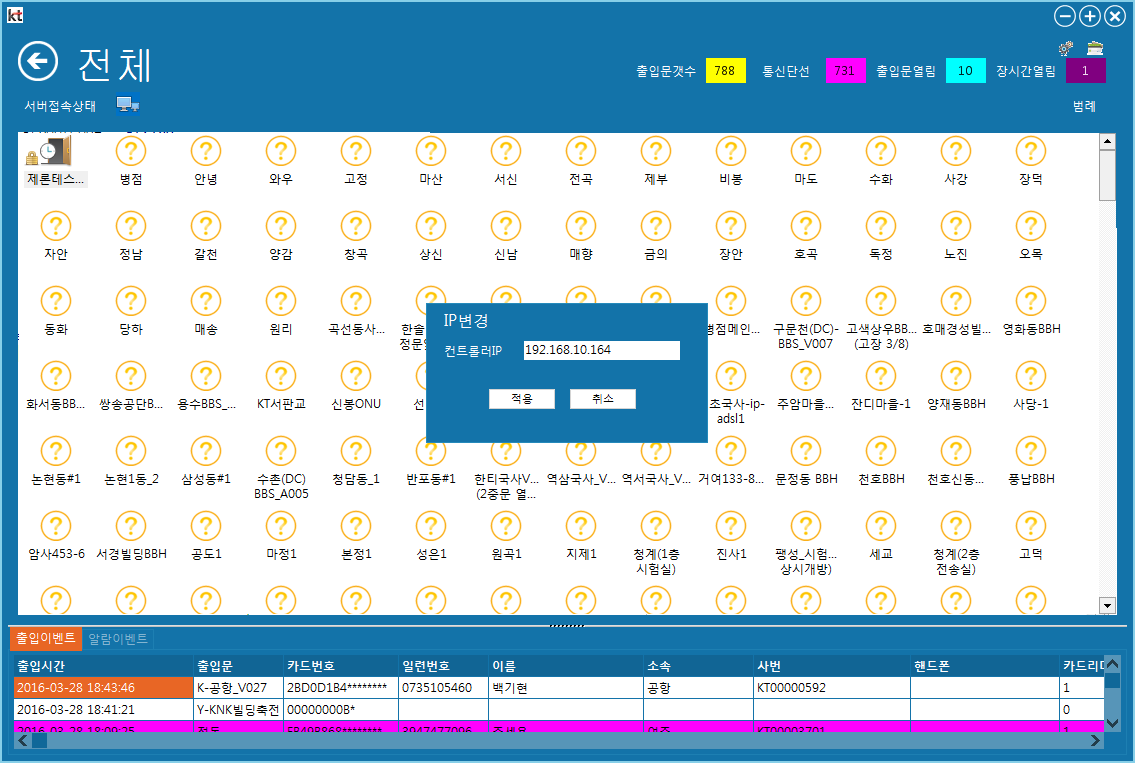 kt
전체
출입문갯수 788 통신단선 731 출입문열림 10 장시간열림 1
서버접속상태
범례
제론테스... 병점 안녕 와우 고정 마산 서신 전곡 제부 비봉 마도 수화 사강 장덕
자안 정남 갈천 양감 창곡 상신 신남 매향 금의 장안 호곡 독정 노진 오목
동화 당하 매송 원리 곡선동사... 구문천(DC)- 고색상우BB... 호매경성빌... 영화동BBH
BBS_V007 (고장 3/8)
IP변경
컨트롤러IP 192.168.10.164
적용 취소
화서동BB... 쌍송공단B... 용수BBS_... KT서판교 신봉ONU 주암마을... 잔디마을-1 양재동BBH 사당-1
adsl1
논현동#1 논현1동_2 삼성동#1 수촌(DC) 청담동_1 반포동#1 한티국사V... 역삼국사_V... 역서국사_V... 거여133-8... 문정동 BBH 천호BBH 천호신동... 풍납BBH
BBS_A005 (2중문 열...
암사453-6 서경빌딩BBH 공도1 마정1 본정1 성은1 원곡1 지제1 청계(1층 진사1 팽성_시험... 세교 청계(2층 고덕
시험실) 상시개방) 전송실)
출입이벤트 알람이벤트
출입시간 출입문 카드번호 일련번호 이름 소속 사번 핸드폰 카드리더
2016-03-28 18:43:46 K-공항_V027 2BD0D1B4******** 0735105460 백기현 공항 KT00000592 1
2016-03-28 18:41:21 Y-KNK빌딩축전 00000000B* 0